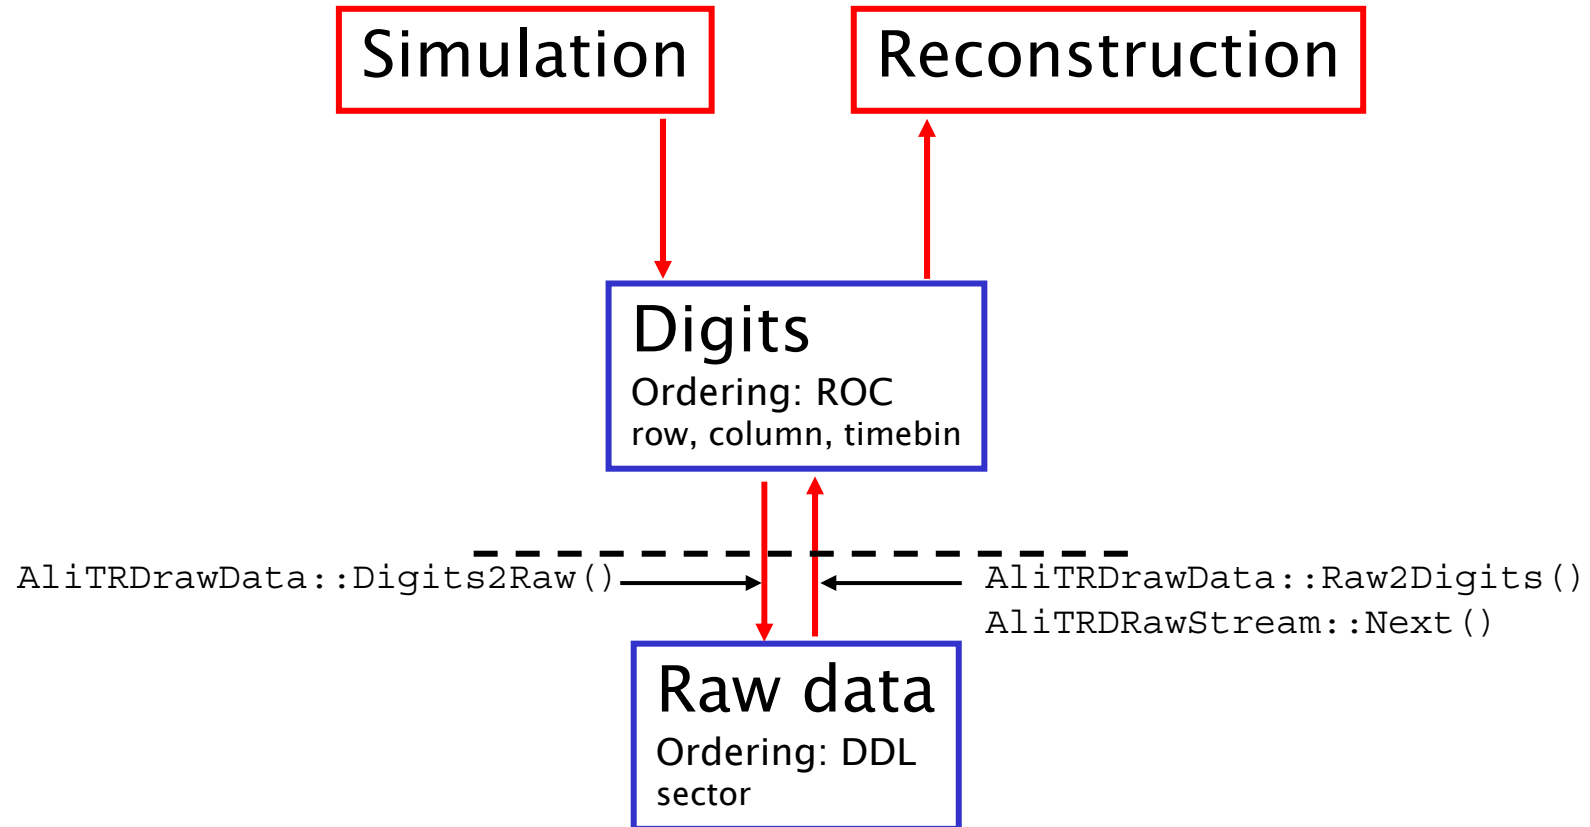 Simulation
Reconstruction
Digits
Ordering: ROC
row, column, timebin
AliTRDrawData::Digits2Raw()
AliTRDrawData::Raw2Digits()
AliTRDRawStream::Next()
Raw data
Ordering: DDL
sector